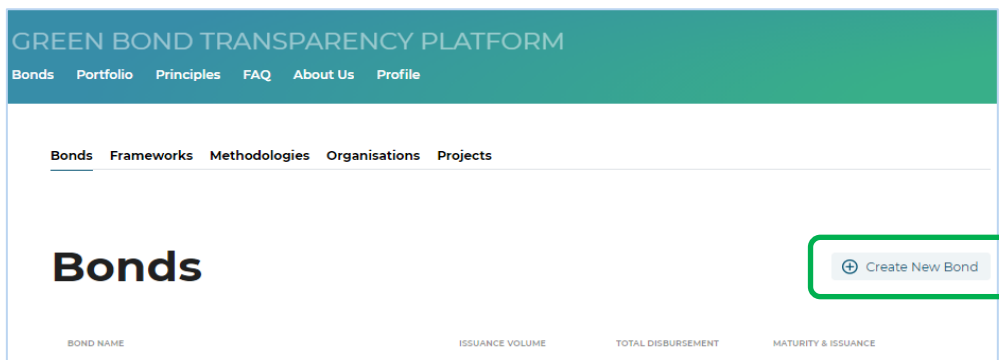 GREEN BOND TRANSPARENCY PLATFORM
Bonds Portfolio Principles FAQ About Us Profile
Bonds Frameworks Methodologies Organisations Projects
Bonds
Create New Bond
BOND NAME ISSUANCE VOLUME TOTAL DISBURSEMENT MATURITY & ISSUANCE